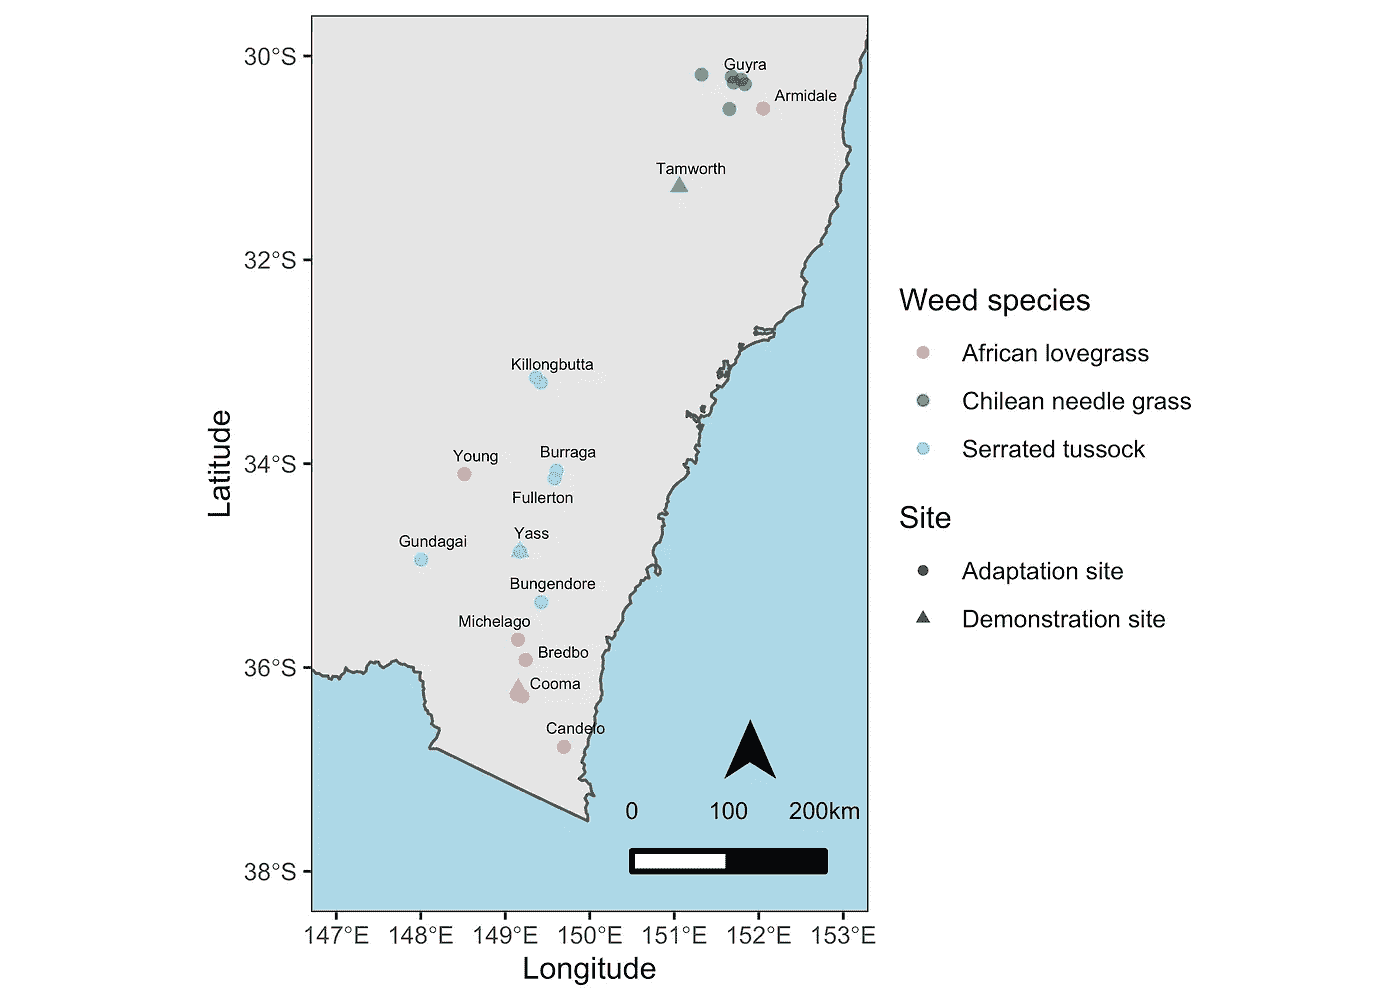 30°S
32°S
34°S
36°S
38°S
Latitude
Guyra
Armidale
Tamworth
Killongbutta
Young
Burraga
Fullerton
Yass
Gundagai
Bungendore
Michelago
Bredbo
Cooma
Candelo
0 100 200km
147°E 148°E 149°E 150°E 151°E 152°E 153°E
Longitude
Weed species
African lovegrass
Chilean needle grass
Serrated tussock
Site
Adaptation site
Demonstration site